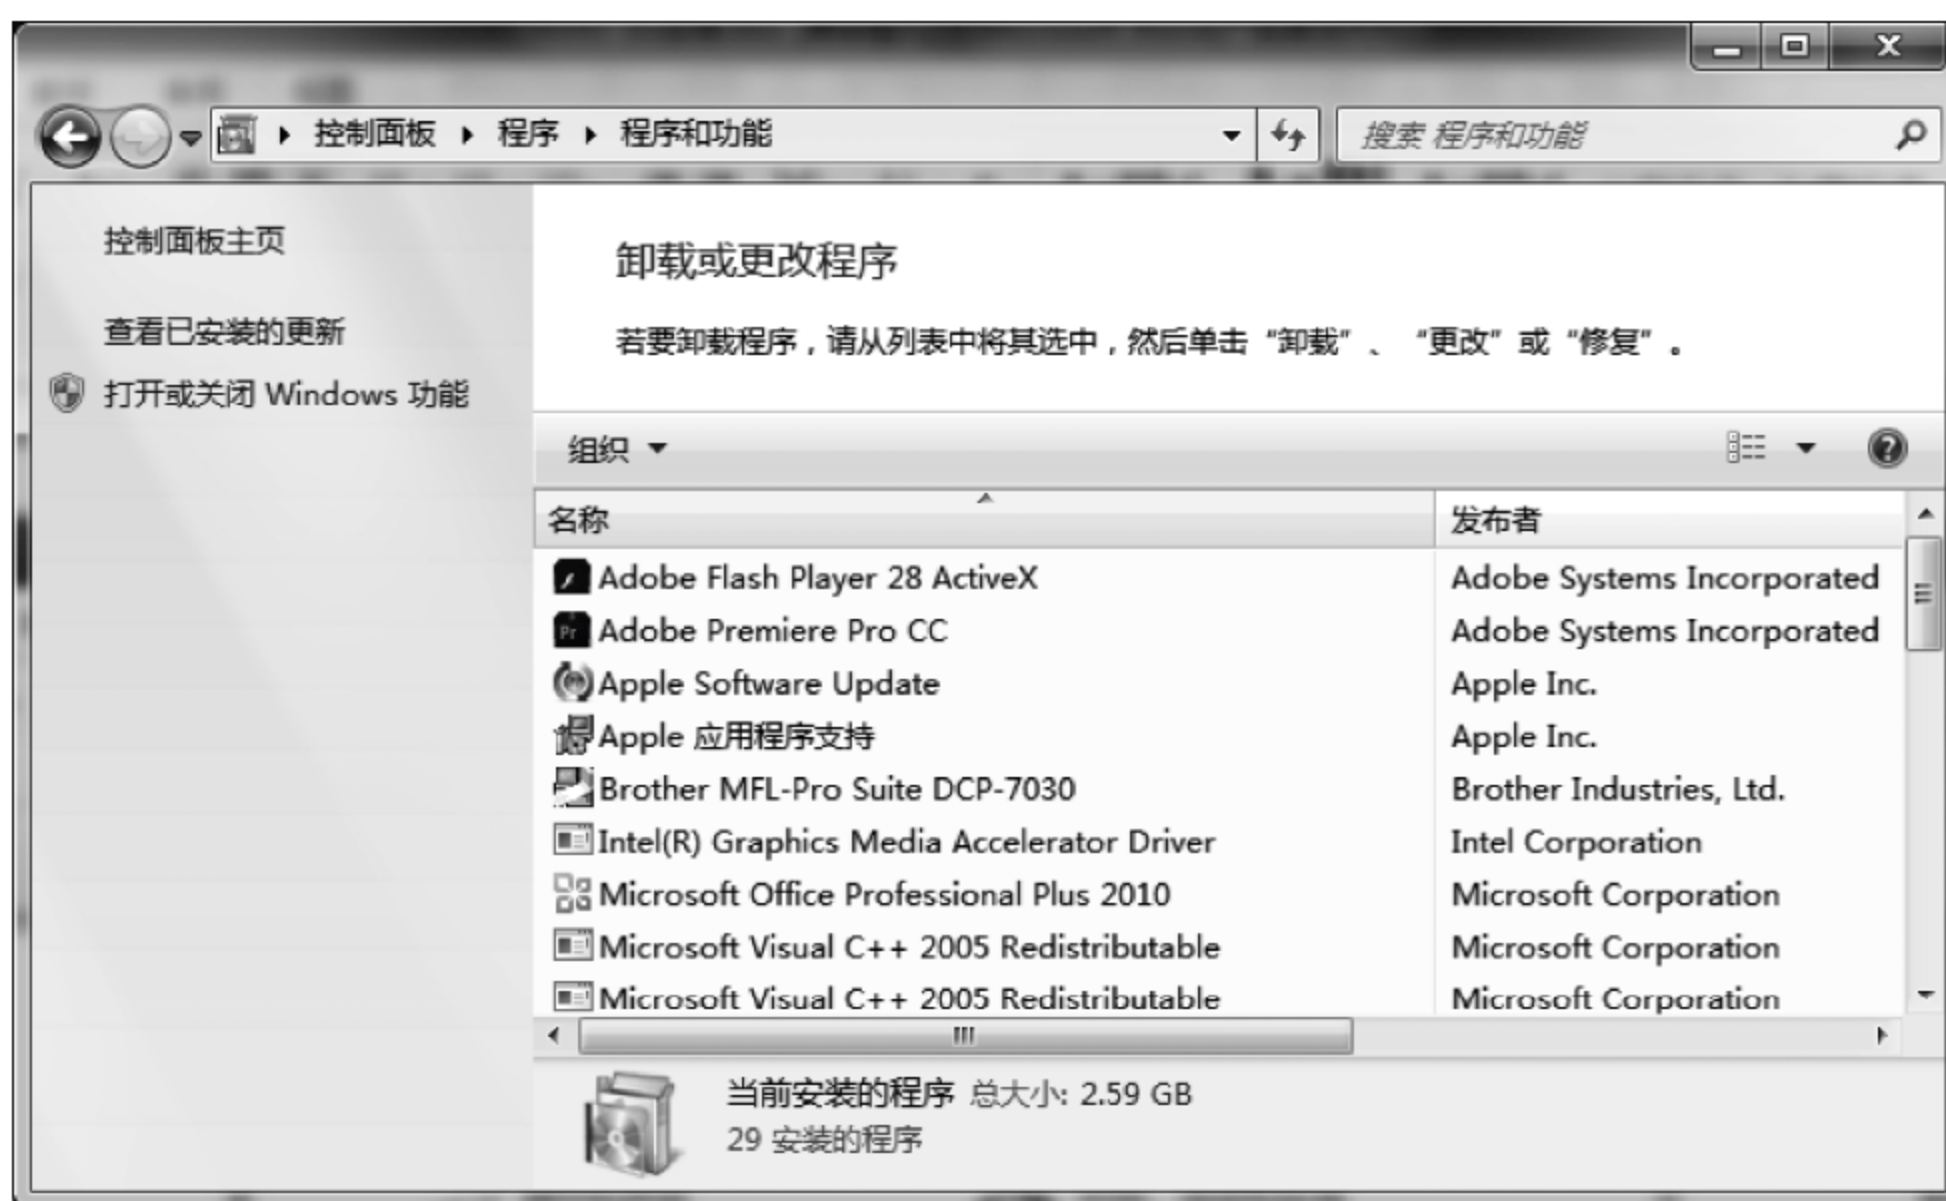 控制面板 程序 程序和功能 搜索 程序和功能
控制面板主页
查看已安装的更新
打开或关闭 Windows 功能
卸载或更改程序
若要卸载程序，请从列表中将其选中，然后单击“卸载”、“更改”或“修复”。
组织
名称 发布者
Adobe Flash Player 28 ActiveX Adobe Systems Incorporated
Adobe Premiere Pro CC Adobe Systems Incorporated
Apple Software Update Apple Inc.
Apple 应用程序支持 Apple Inc.
Brother MFL-Pro Suite DCP-7030 Brother Industries, Ltd.
Intel(R) Graphics Media Accelerator Driver Intel Corporation
Microsoft Office Professional Plus 2010 Microsoft Corporation
Microsoft Visual C++ 2005 Redistributable Microsoft Corporation
Microsoft Visual C++ 2005 Redistributable Microsoft Corporation
当前安装的程序 总大小: 2.59 GB
29 安装的程序